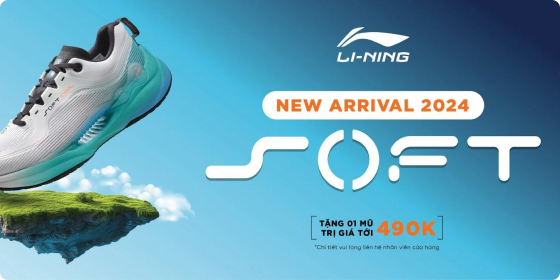 LI-NING
NEW ARRIVAL 2024
SOFT
SOFT
TẶNG 01 MŨ
TRỊ GIÁ TỚI 490K
*Chi tiết vui lòng liên hệ nhân viên cửa hàng